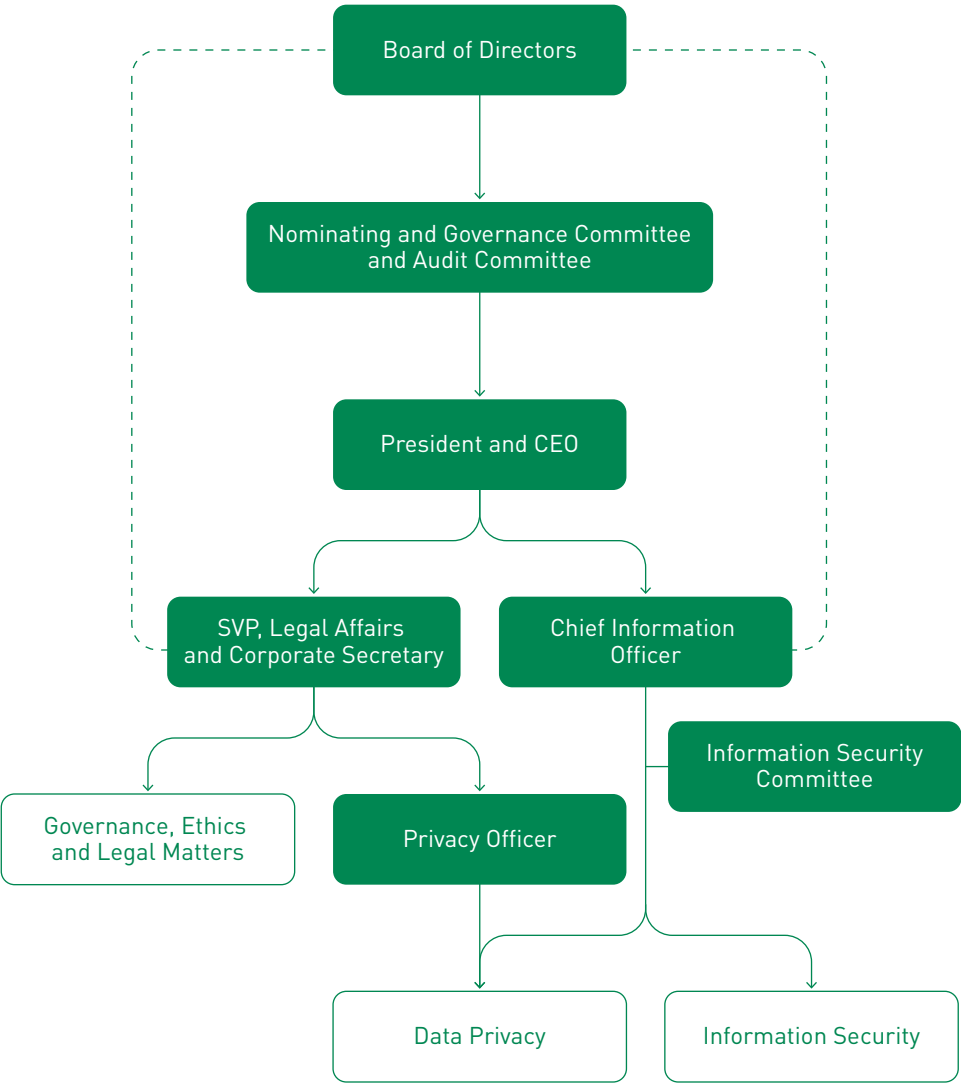 Board of Directors
Nominating and Governance Committee
and Audit Committee
President and CEO
SVP, Legal Affairs
and Corporate Secretary
Chief Information
Officer
Information Security
Committee
Governance, Ethics
and Legal Matters
Privacy Officer
Data Privacy
Information Security